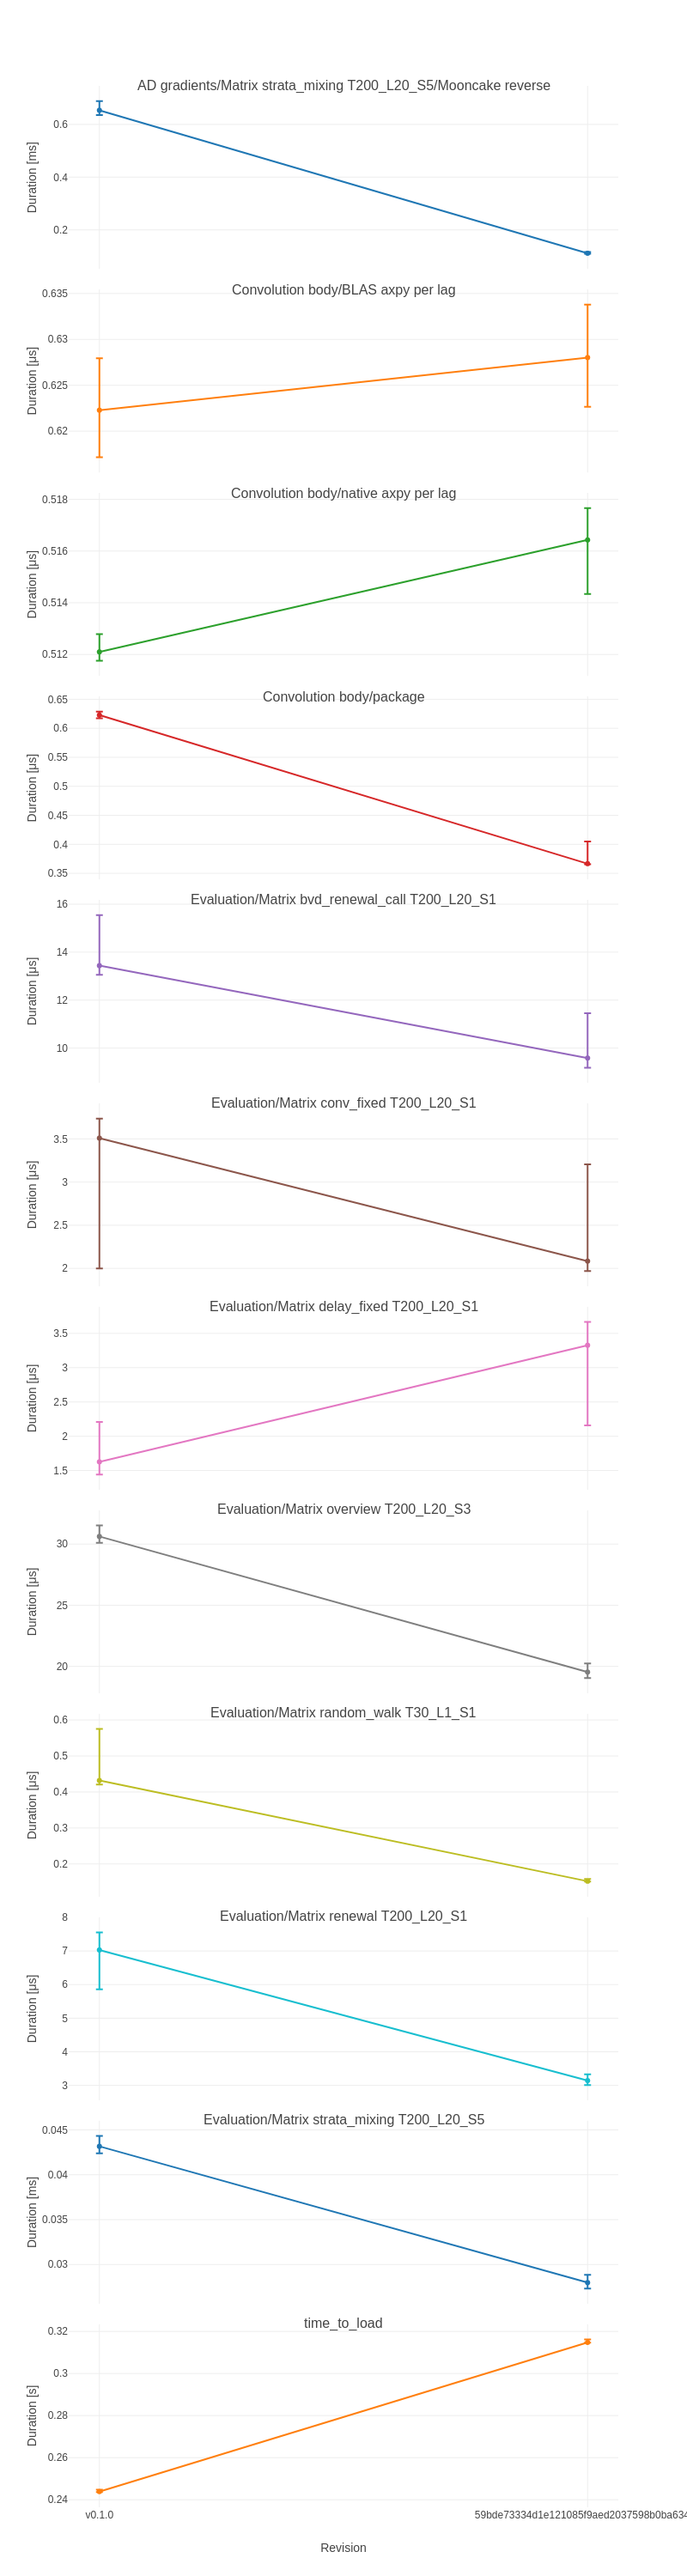 AD gradients/Matrix strata_mixing T200_L20_S5/Mooncake reverse
Duration [ms]
0.6
0.4
0.2
Convolution body/BLAS axpy per lag
Duration [μs]
0.635
0.63
0.625
0.62
Convolution body/native axpy per lag
Duration [μs]
0.518
0.516
0.514
0.512
Convolution body/package
Duration [μs]
0.65
0.6
0.55
0.5
0.45
0.4
0.35
Evaluation/Matrix bvd_renewal_call T200_L20_S1
Duration [μs]
16
14
12
10
Evaluation/Matrix conv_fixed T200_L20_S1
Duration [μs]
3.5
3
2.5
2
Evaluation/Matrix delay_fixed T200_L20_S1
Duration [μs]
3.5
3
2.5
2
1.5
Evaluation/Matrix overview T200_L20_S3
Duration [μs]
30
25
20
Evaluation/Matrix random_walk T30_L1_S1
Duration [μs]
0.6
0.5
0.4
0.3
0.2
Evaluation/Matrix renewal T200_L20_S1
Duration [μs]
8
7
6
5
4
3
Evaluation/Matrix strata_mixing T200_L20_S5
Duration [ms]
0.045
0.04
0.035
0.03
time_to_load
Duration [s]
0.32
0.3
0.28
0.26
0.24
v0.1.0 59bde73334d1e121085f9aed2037598b0ba634
Revision